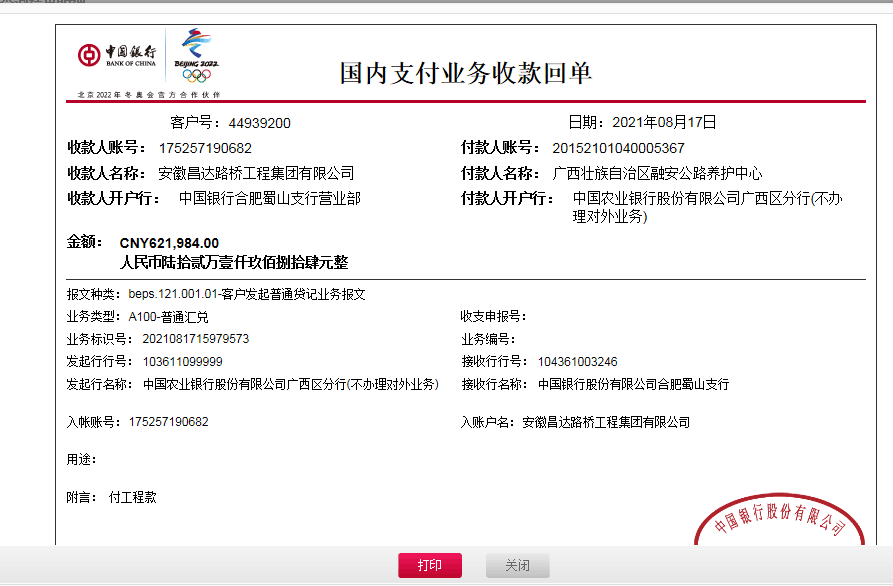 中国银行
BANK OF CHINA
BEIJING 2022
北京2022年冬奥会官方合作伙伴
国内支付业务收款回单
客户号：44939200
日期：2021年08月17日
收款人账号：175257190682
付款人账号：20152101040005367
收款人名称：安徽昌达路桥工程集团有限公司
付款人名称：广西壮族自治区融安公路养护中心
收款人开户行：中国银行合肥蜀山支行营业部
付款人开户行：中国农业银行股份有限公司广西区分行(不办
理对外业务)
金额：CNY621,984.00
人民币陆拾贰万壹仟玖佰捌拾肆元整
报文种类：beps.121.001.01-客户发起普通贷记业务报文
业务类型：A100-普通汇兑
收支申报号：
业务标识号：2021081715979573
业务编号：
发起行行号：103611099999
接收行行号：104361003246
发起行名称：中国农业银行股份有限公司广西区分行(不办理对外业务)
接收行名称：中国银行股份有限公司合肥蜀山支行
入帐账号：175257190682
入账户名：安徽昌达路桥工程集团有限公司
用途：
附言：付工程款
中国银行股份有限公司
打印
关闭